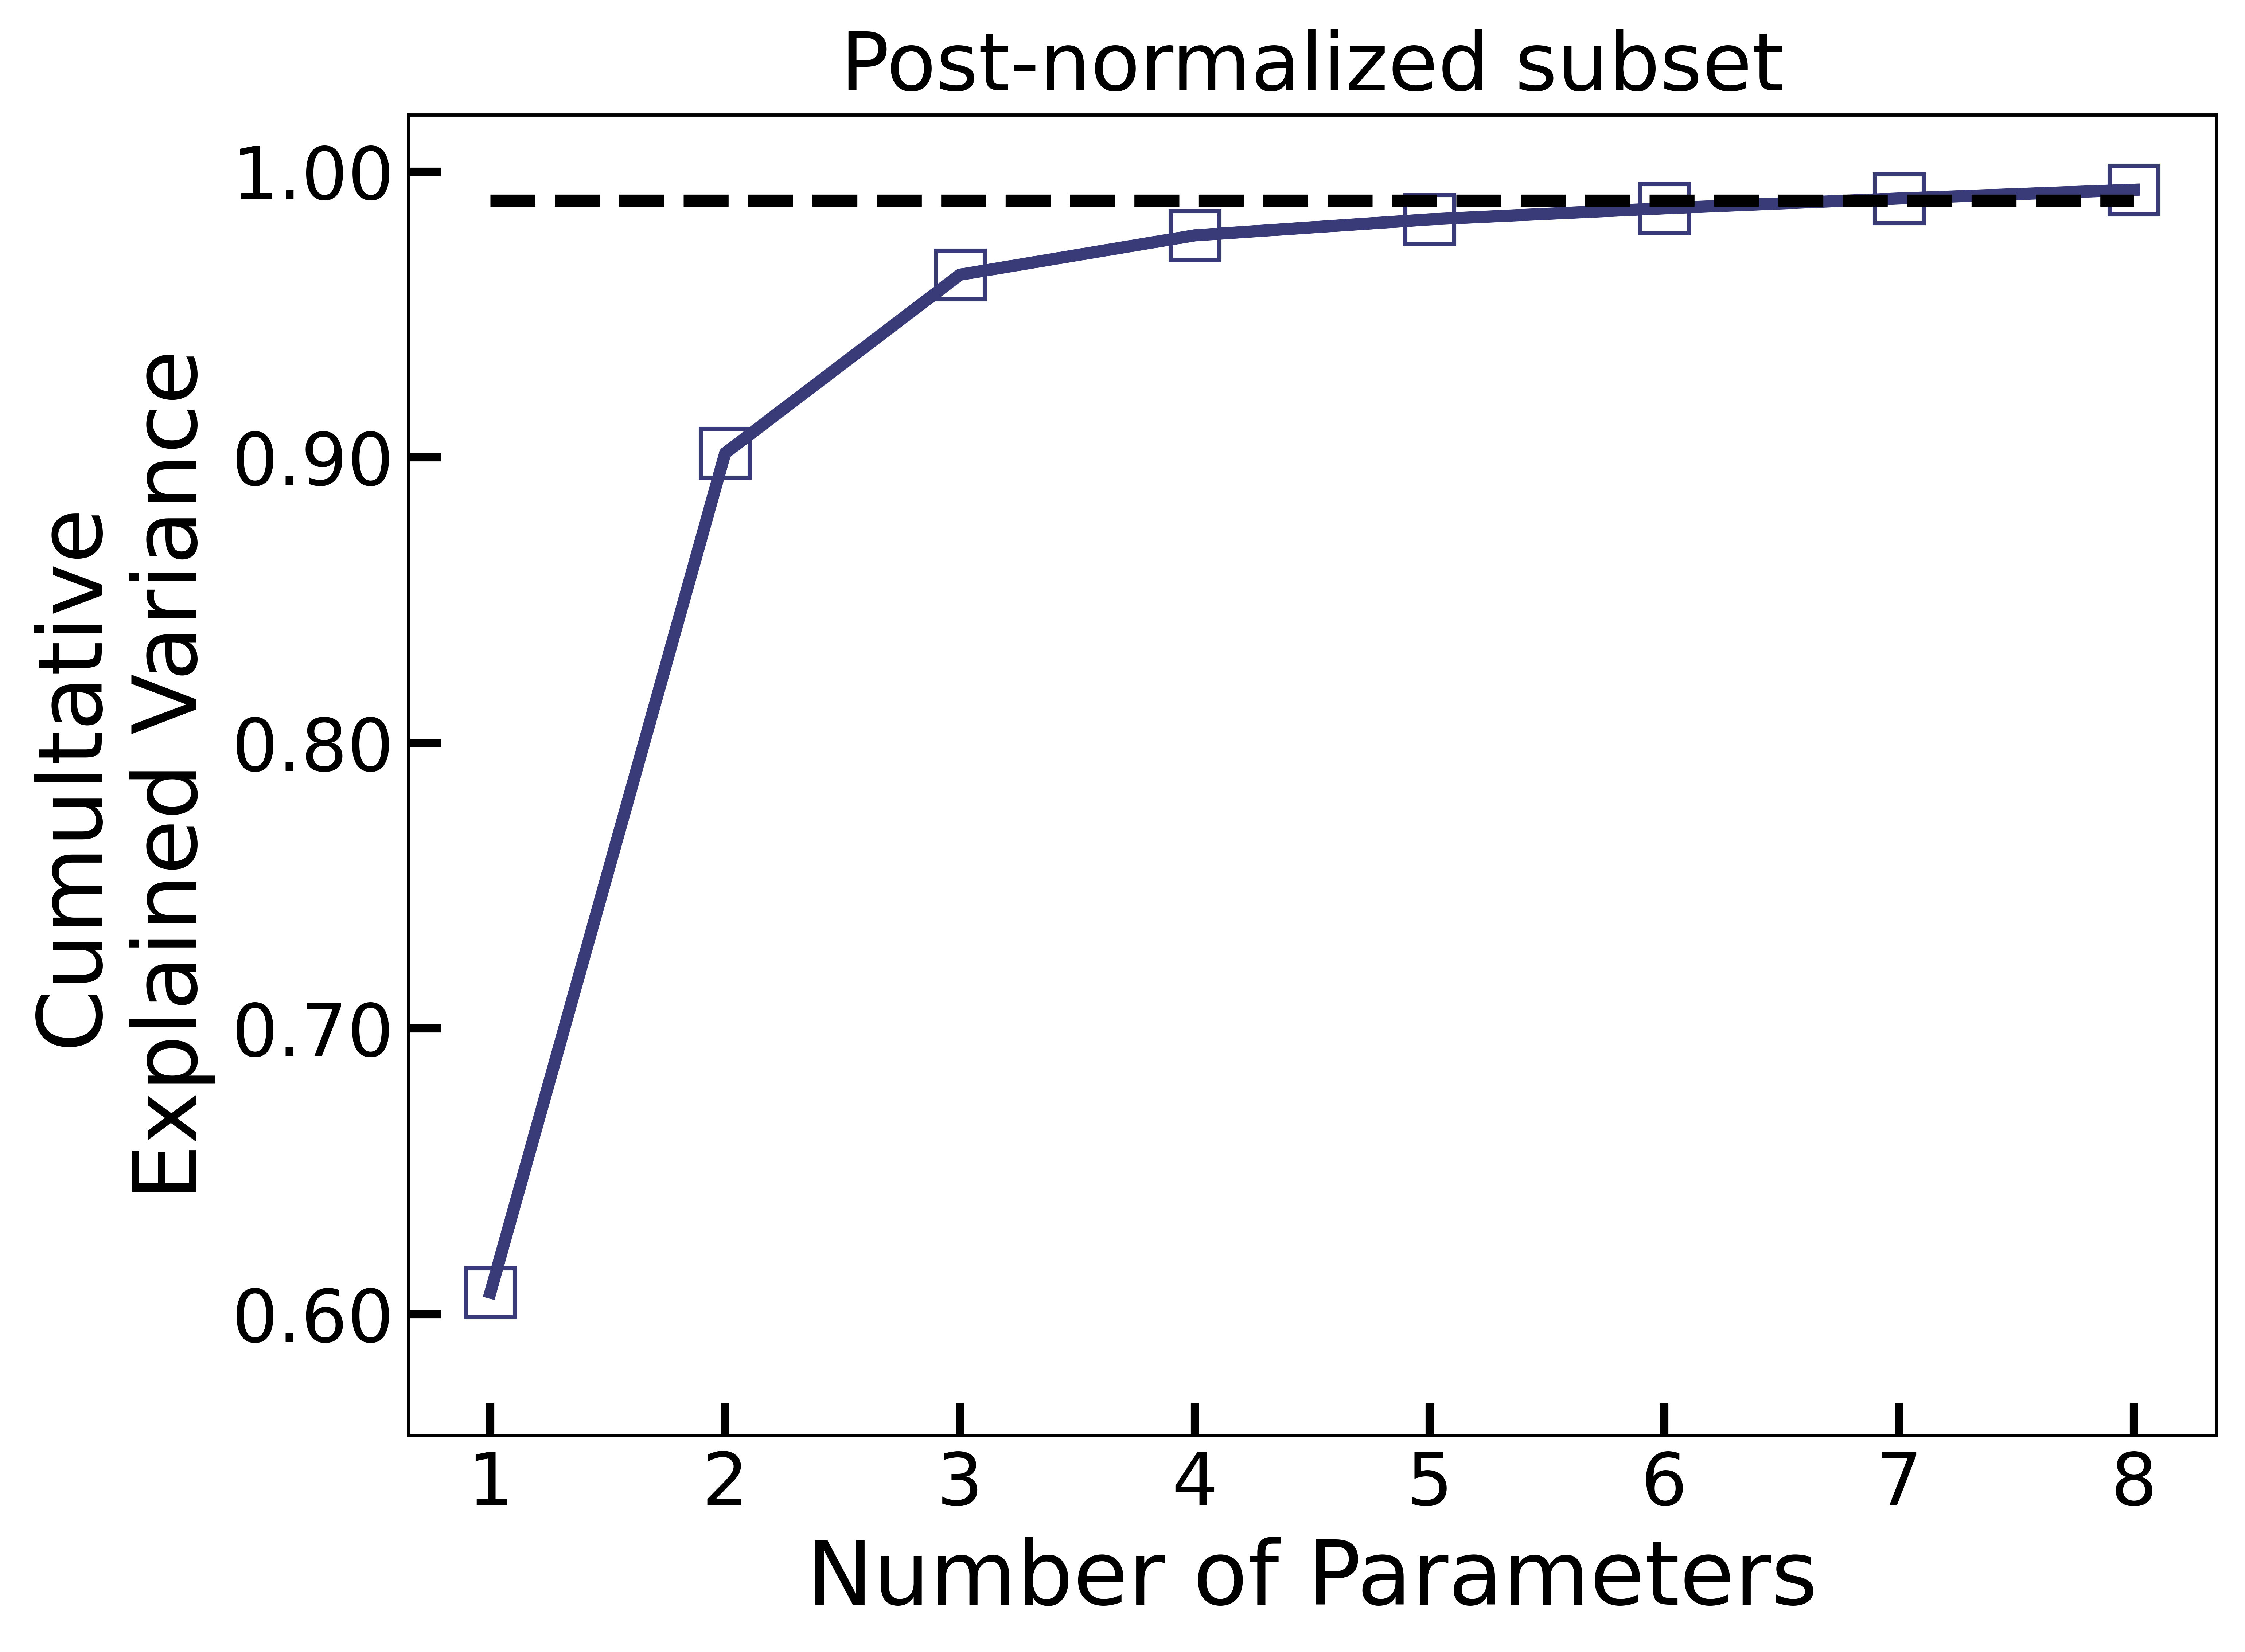 Post-normalized subset
Cumultative
Explained Variance
1.00
0.90
0.80
0.70
0.60
1 2 3 4 5 6 7 8
Number of Parameters